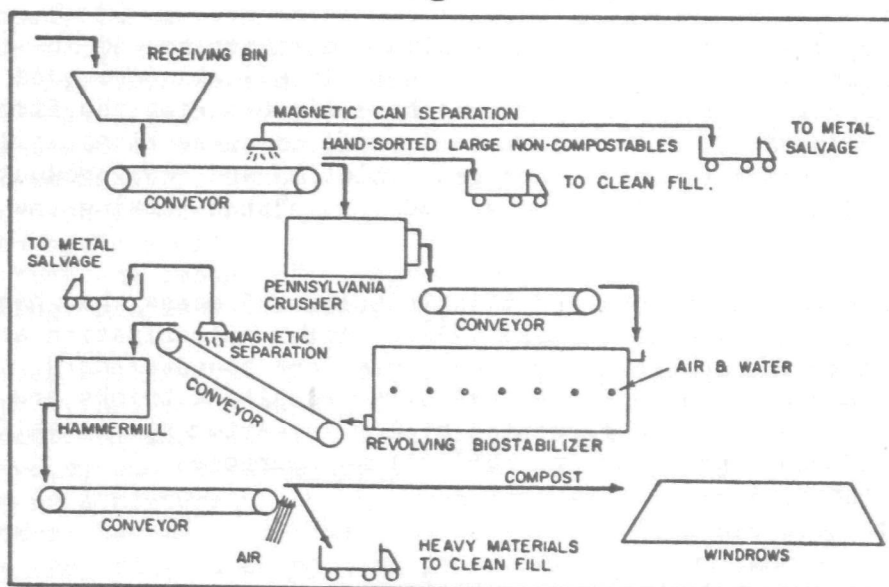 RECEIVING BIN
MAGNETIC CAN SEPARATION
TO METAL
SALVAGE
HAND-SORTED LARGE NON-COMPOSTABLES
TO CLEAN FILL.
CONVEYOR
TO METAL
SALVAGE
PENNSYLVANIA
CRUSHER
CONVEYOR
MAGNETIC
SEPARATION
AIR & WATER
CONVEYOR
HAMMERMILL
REVOLVING BIOSTABILIZER
COMPOST
CONVEYOR
AIR
HEAVY MATERIALS
TO CLEAN FILL
WINDROWS